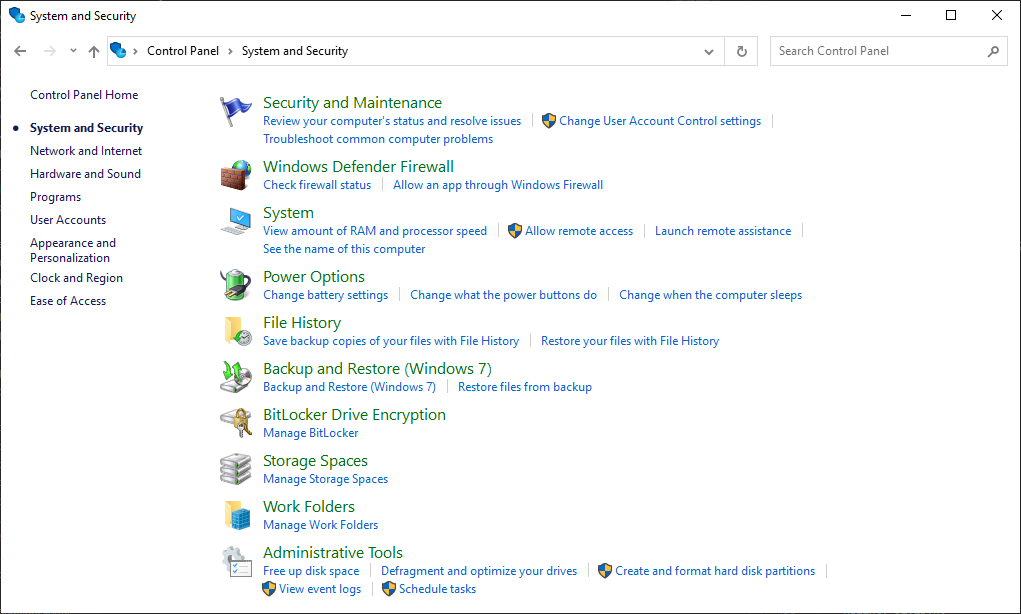 System and Security
Control Panel > System and Security
Search Control Panel
Control Panel Home
System and Security
Network and Internet
Hardware and Sound
Programs
User Accounts
Appearance and
Personalization
Clock and Region
Ease of Access
Security and Maintenance
Review your computer's status and resolve issues Change User Account Control settings
Troubleshoot common computer problems
Windows Defender Firewall
Check firewall status Allow an app through Windows Firewall
System
View amount of RAM and processor speed Allow remote access Launch remote assistance
See the name of this computer
Power Options
Change battery settings Change what the power buttons do Change when the computer sleeps
File History
Save backup copies of your files with File History Restore your files with File History
Backup and Restore (Windows 7)
Backup and Restore (Windows 7) Restore files from backup
BitLocker Drive Encryption
Manage BitLocker
Storage Spaces
Manage Storage Spaces
Work Folders
Manage Work Folders
Administrative Tools
Free up disk space Defragment and optimize your drives Create and format hard disk partitions
View event logs Schedule tasks